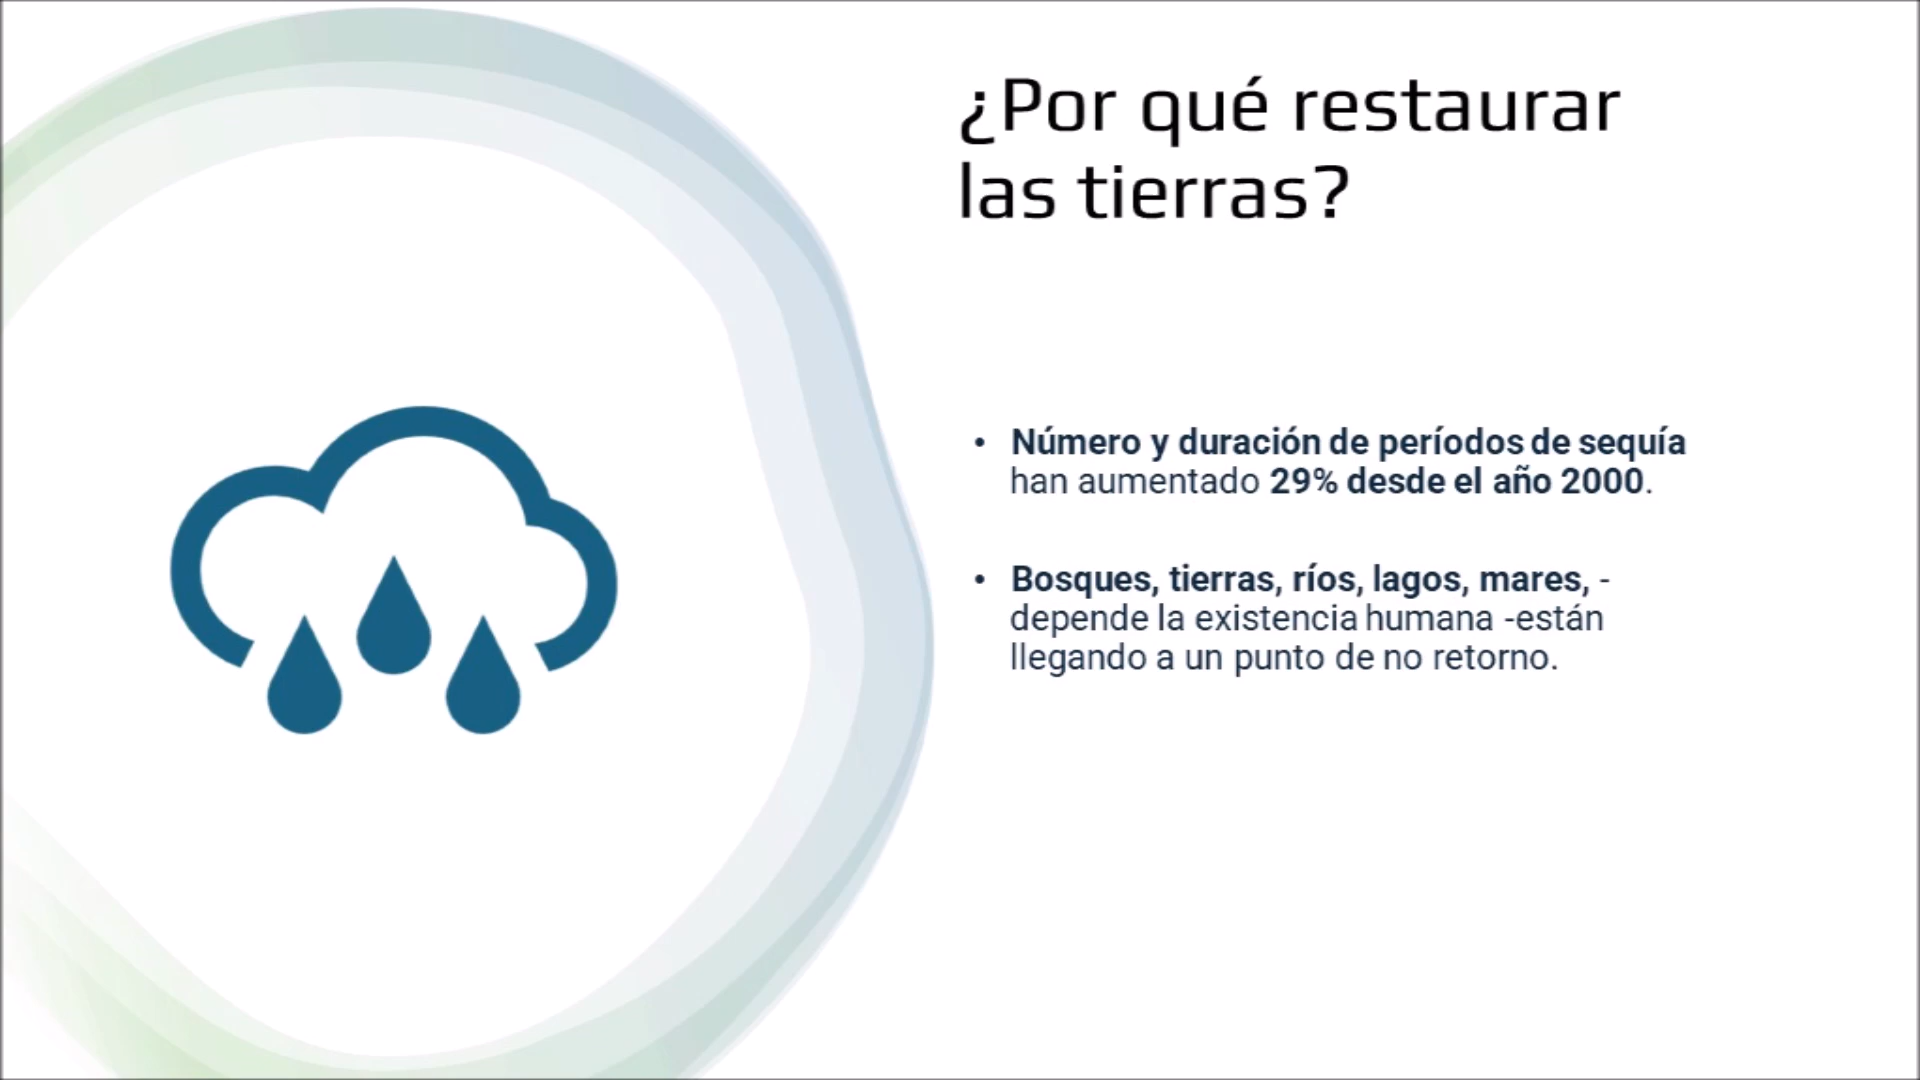 ¿Por qué restaurar
las tierras?
• Número y duración de períodos de sequía
han aumentado 29% desde el año 2000.
• Bosques, tierras, ríos, lagos, mares, -
depende la existencia humana -están
llegando a un punto de no retorno.